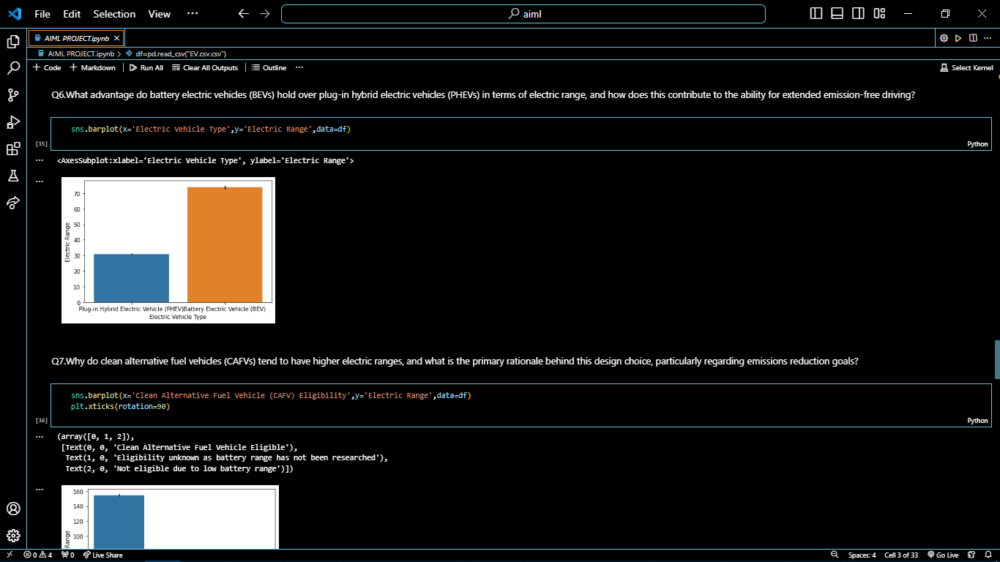 File Edit Selection View ··· aiml
AIML PROJECT.ipynb
AIML PROJECT.ipynb > df=pd.read_csv("EV.csv.csv")
+ Code + Markdown | Run All Clear All Outputs | Outline ··· Select Kernel
Q6.What advantage do battery electric vehicles (BEVs) hold over plug-in hybrid electric vehicles (PHEVs) in terms of electric range, and how does this contribute to the ability for extended emission-free driving?
sns.barplot(x='Electric Vehicle Type',y='Electric Range',data=df)
[15] Python
<AxesSubplot:xlabel='Electric Vehicle Type', ylabel='Electric Range'>
70
60
50
40
30
20
10
0
Electric Range
Plug-in Hybrid Electric Vehicle (PHEV)Battery Electric Vehicle (BEV)
Electric Vehicle Type
Q7.Why do clean alternative fuel vehicles (CAFVs) tend to have higher electric ranges, and what is the primary rationale behind this design choice, particularly regarding emissions reduction goals?
sns.barplot(x='Clean Alternative Fuel Vehicle (CAFV) Eligibility',y='Electric Range',data=df)
plt.xticks(rotation=90)
[16] Python
(array([0, 1, 2]),
[Text(0, 0, 'Clean Alternative Fuel Vehicle Eligible'),
Text(1, 0, 'Eligibility unknown as battery range has not been researched'),
Text(2, 0, 'Not eligible due to low battery range')])
160
140
120
100
Range
0 4 0 Live Share Spaces: 4 Cell 3 of 33 Go Live